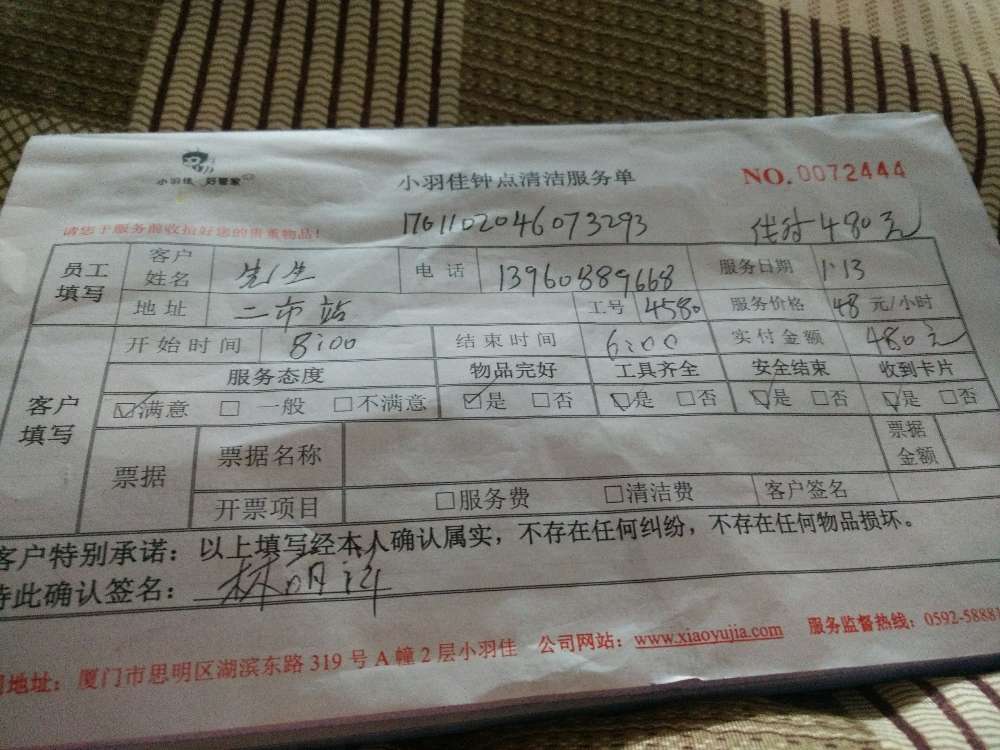 小羽佳 好管家
小羽佳钟点清洁服务单
NO.0072444
请您于服务前收拾好您的贵重物品!
1761102046073293
代付480元
员工填写 客户姓名 先生 电话 13960889668 服务日期 1·13
地址 二市站 工号 4580 服务价格 48 元/小时
客户填写 开始时间 8:00 结束时间 6:00 实付金额 480元
服务态度 物品完好 工具齐全 安全结束 收到卡片
☑满意 □一般 □不满意 ☑是 □否 ☑是 □否 ☑是 □否 ☑是 □否
票据 票据名称 票据金额
开票项目 □服务费 □清洁费 客户签名
客户特别承诺:以上填写经本人确认属实,不存在任何纠纷,不存在任何物品损坏。
特此确认签名: 林明
地址:厦门市思明区湖滨东路319号A幢2层小羽佳 公司网站:www.xiaoyujia.com 服务监督热线:0592-5888